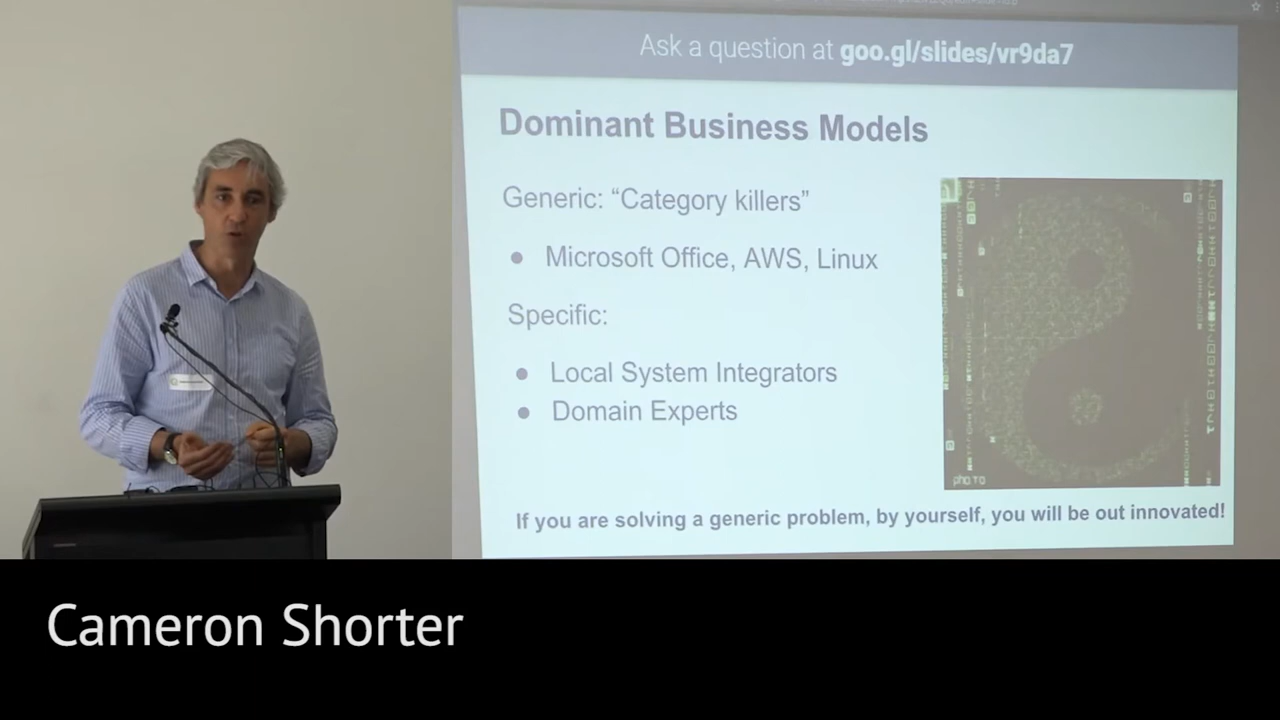 Ask a question at goo.gl/slides/vr9da7
Dominant Business Models
Generic: “Category killers”
● Microsoft Office, AWS, Linux
Specific:
● Local System Integrators
● Domain Experts
If you are solving a generic problem, by yourself, you will be out innovated!
Cameron Shorter